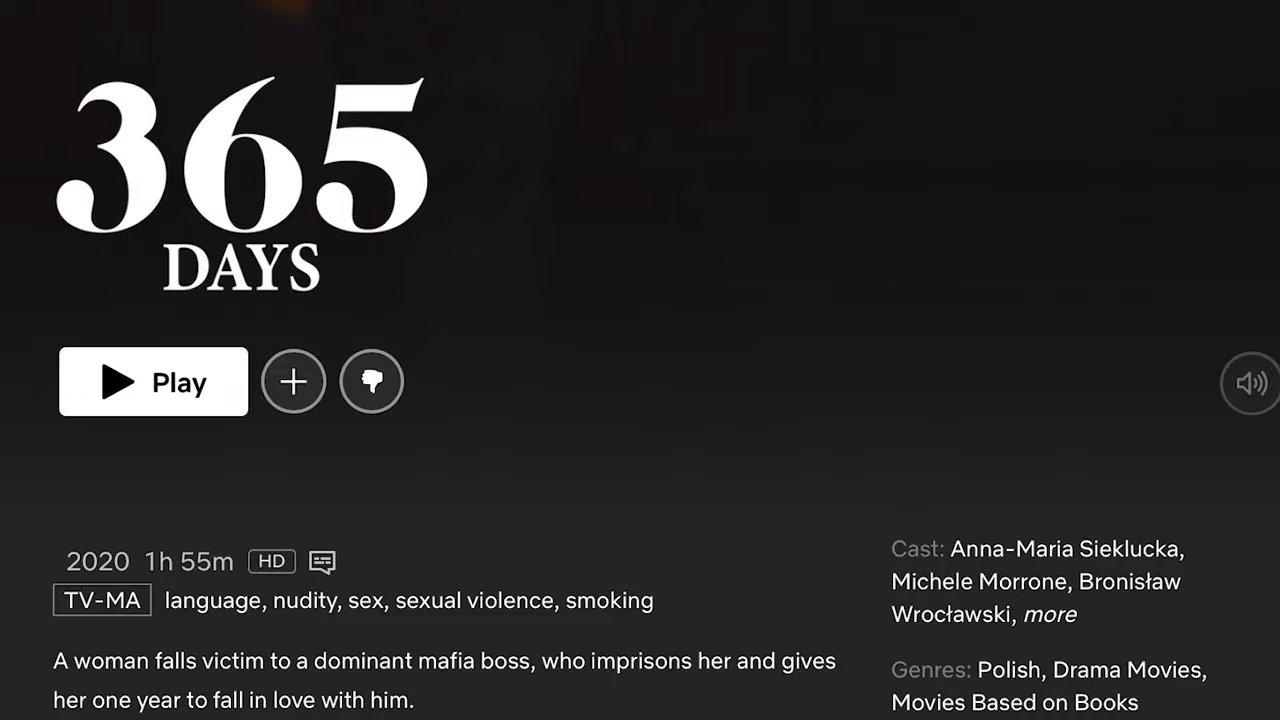 365
DAYS
Play
2020 1h 55m HD
TV-MA language, nudity, sex, sexual violence, smoking
A woman falls victim to a dominant mafia boss, who imprisons her and gives
her one year to fall in love with him.
Cast: Anna-Maria Sieklucka,
Michele Morrone, Bronisław
Wrocławski, more
Genres: Polish, Drama Movies,
Movies Based on Books